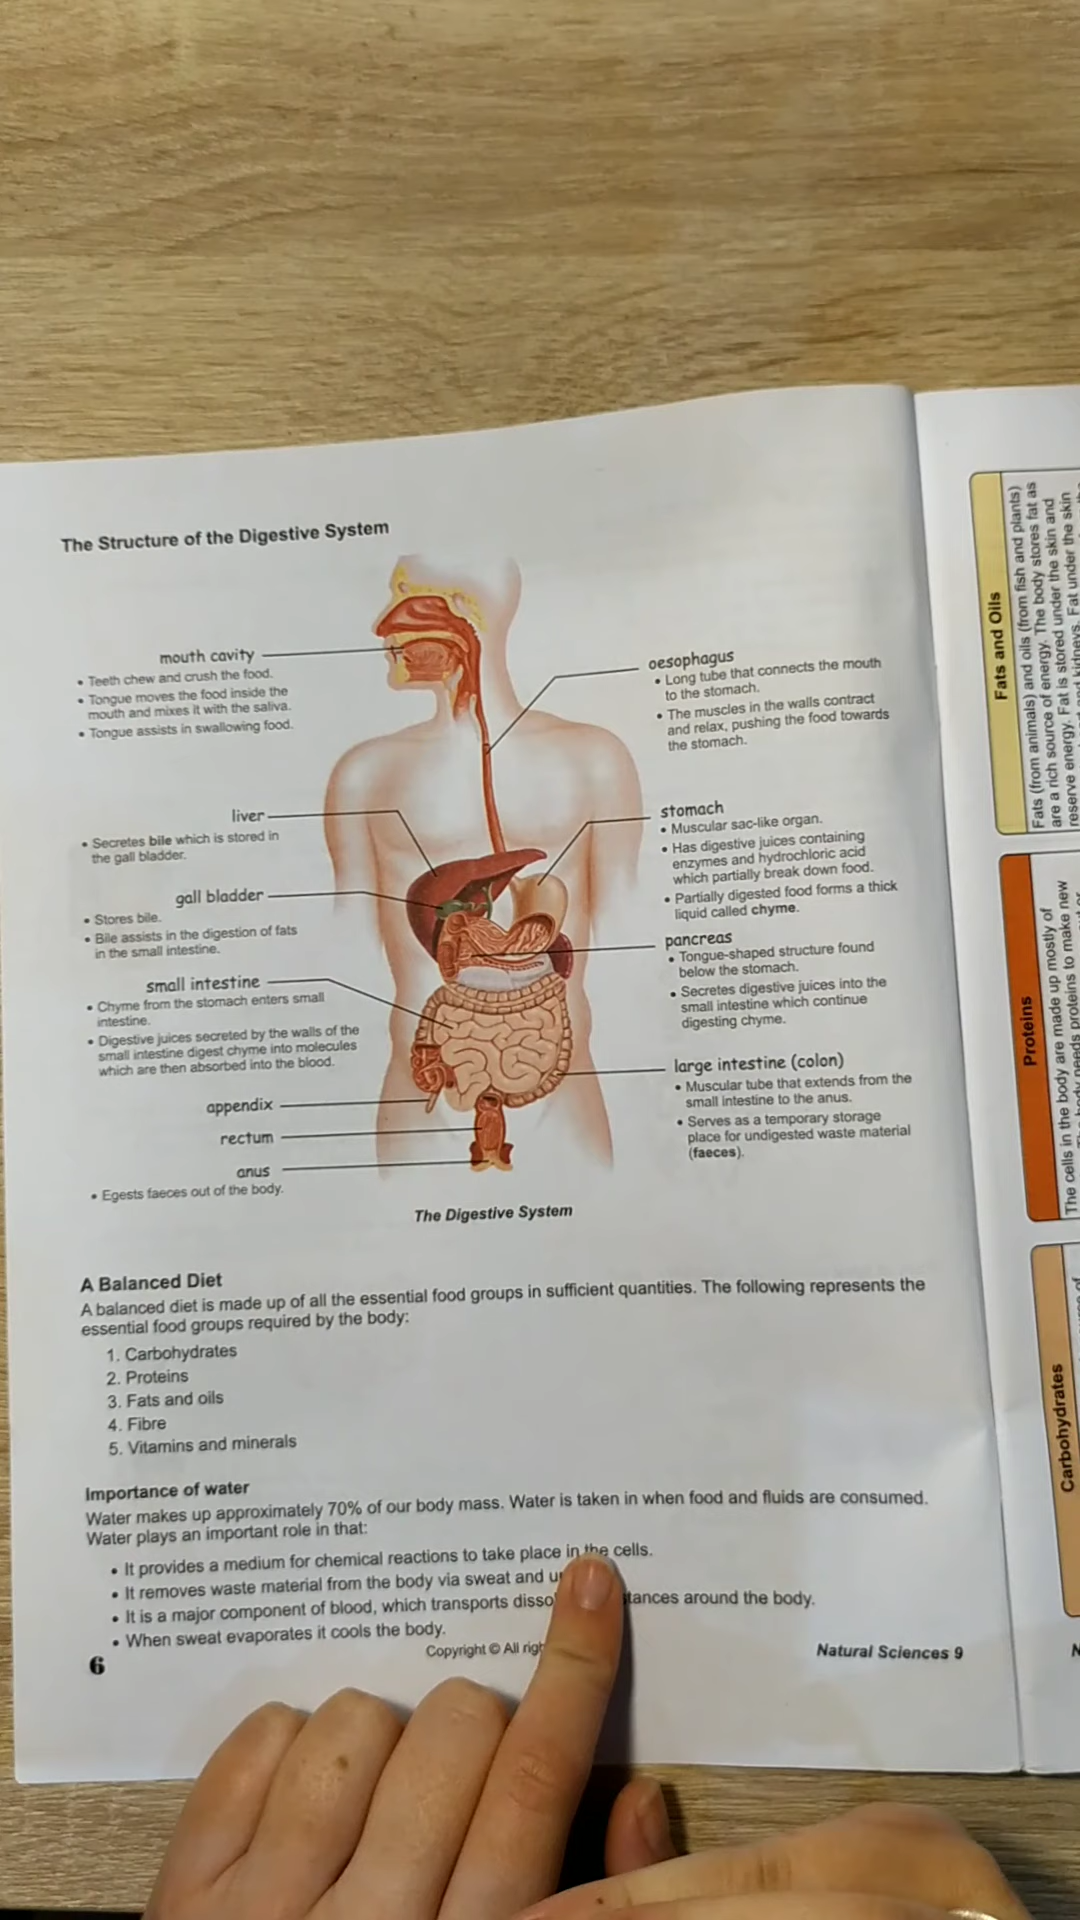 The Structure of the Digestive System
mouth cavity
• Teeth chew and crush the food.
• Tongue moves the food inside the
mouth and mixes it with the saliva.
• Tongue assists in swallowing food.
liver
• Secretes bile which is stored in
the gall bladder.
gall bladder
• Stores bile.
• Bile assists in the digestion of fats
in the small intestine.
small intestine
• Chyme from the stomach enters small
intestine.
• Digestive juices secreted by the walls of the
small intestine digest chyme into molecules
which are then absorbed into the blood.
appendix
rectum
anus
• Egests faeces out of the body.
oesophagus
• Long tube that connects the mouth
to the stomach.
• The muscles in the walls contract
and relax, pushing the food towards
the stomach.
stomach
• Muscular sac-like organ.
• Has digestive juices containing
enzymes and hydrochloric acid
which partially break down food.
• Partially digested food forms a thick
liquid called chyme.
pancreas
• Tongue-shaped structure found
below the stomach.
• Secretes digestive juices into the
small intestine which continue
digesting chyme.
large intestine (colon)
• Muscular tube that extends from the
small intestine to the anus.
• Serves as a temporary storage
place for undigested waste material
(faeces).
The Digestive System
A Balanced Diet
A balanced diet is made up of all the essential food groups in sufficient quantities. The following represents the
essential food groups required by the body:
1. Carbohydrates
2. Proteins
3. Fats and oils
4. Fibre
5. Vitamins and minerals
Importance of water
Water makes up approximately 70% of our body mass. Water is taken in when food and fluids are consumed.
Water plays an important role in that:
• It provides a medium for chemical reactions to take place in the cells.
• It removes waste material from the body via sweat and
• It is a major component of blood, which transports around the body.
• When sweat evaporates it cools the body.
6
Copyright © All
Natural Sciences 9
Fats and Oils
Fats (from animals) and oils (from fish and plants)
are a rich source of energy. The body stores fat as
reserve energy. Fat is stored under the skin and
kidneys. Fat under the skin
Proteins
The cells in the body are made up mostly of
body needs proteins to make new
Carbohydrates